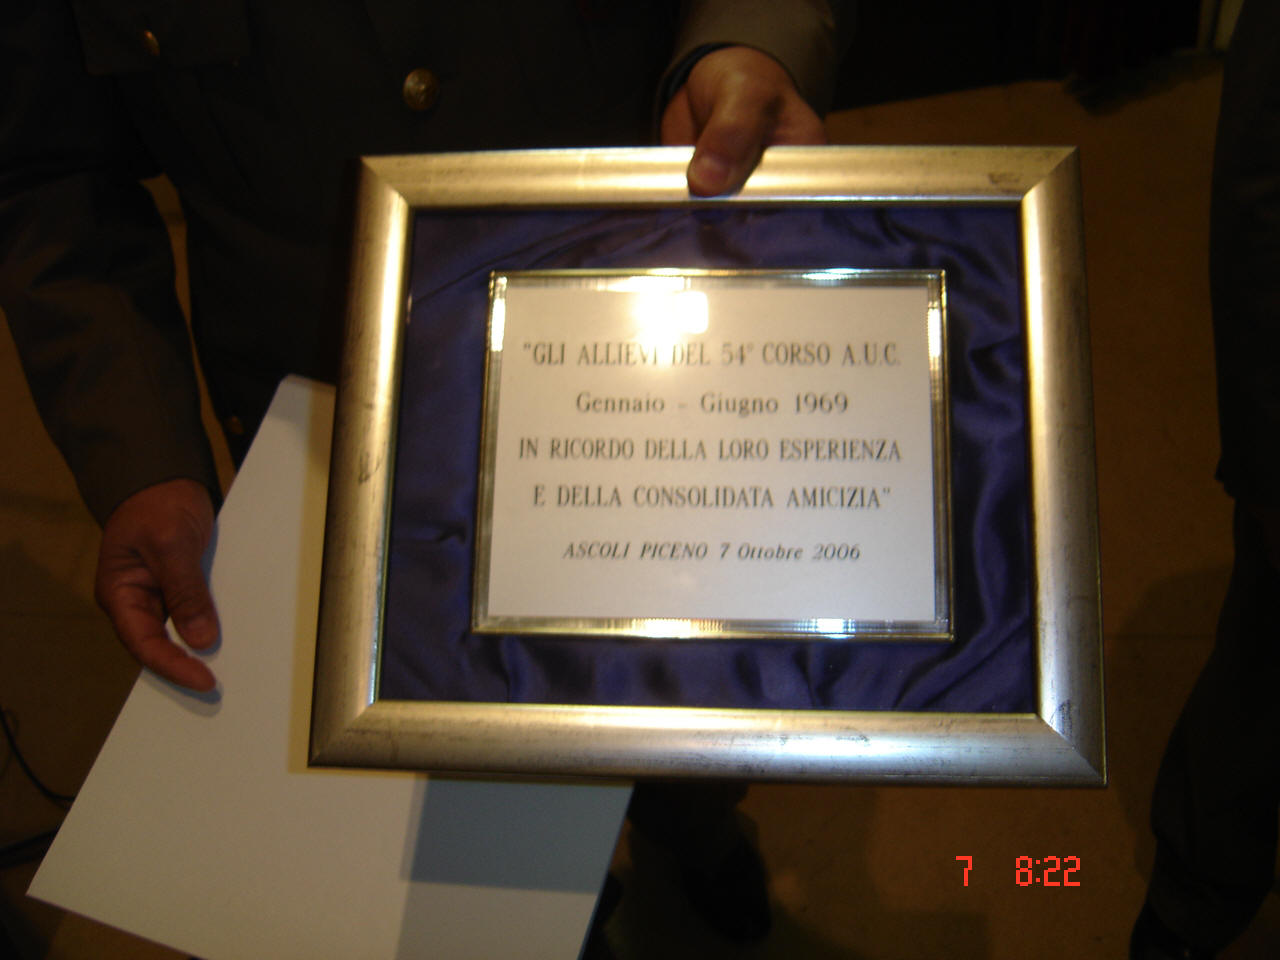 "GLI ALLIEVI DEL 54° CORSO A.U.C.
Gennaio - Giugno 1969
IN RICORDO DELLA LORO ESPERIENZA
E DELLA CONSOLIDATA AMICIZIA"
ASCOLI PICENO 7 Ottobre 2006
7 8:22